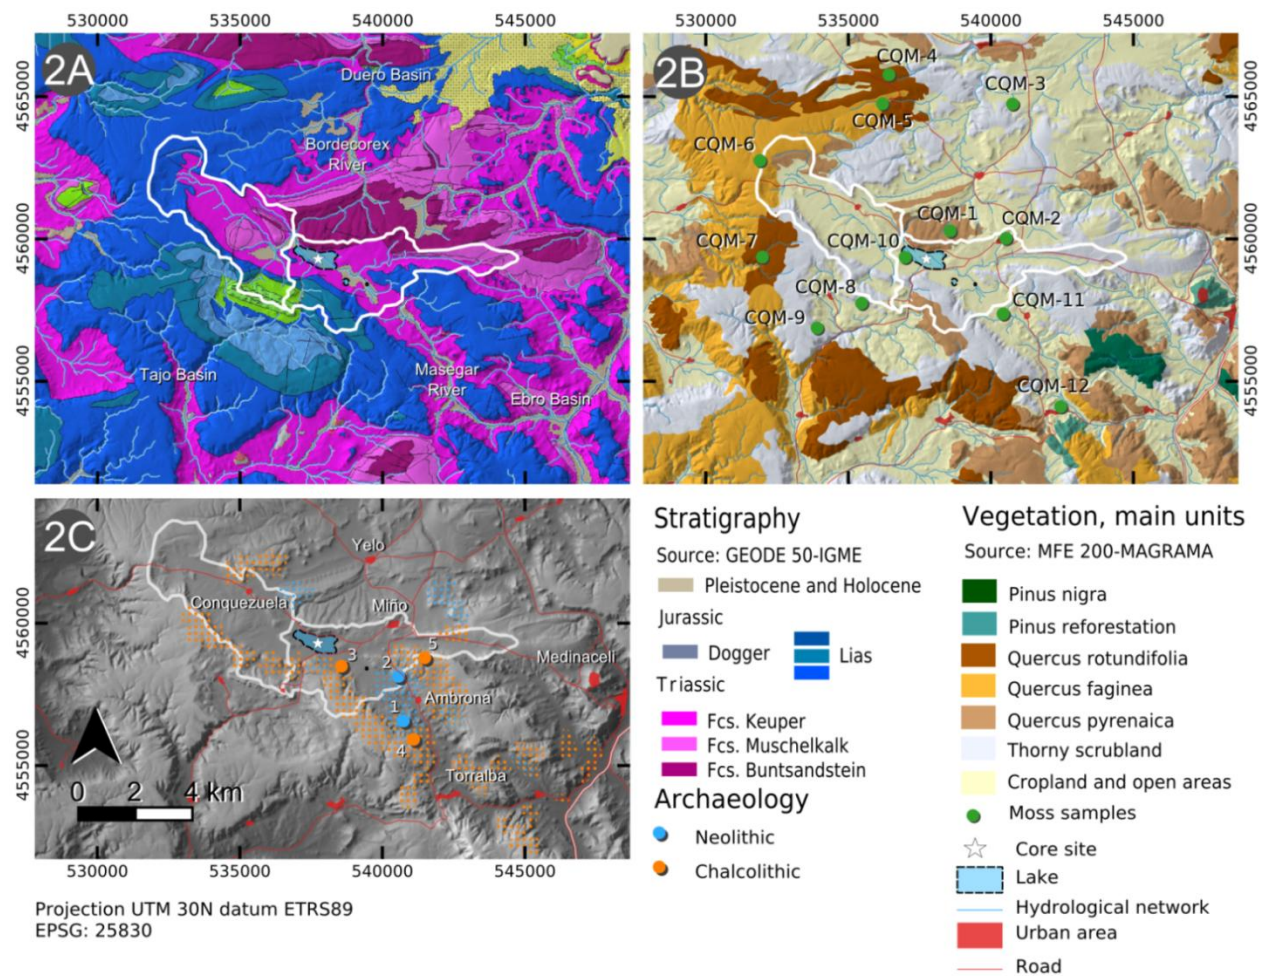 530000 535000 540000 545000
530000 535000 540000 545000
2A
Duero Basin
Bordecorex
River
Tajo Basin
Masegar
River
Ebro Basin
4565000
4560000
4555000
2B
CQM-4
CQM-3
CQM-5
CQM-6
CQM-1
CQM-2
CQM-7
CQM-10
CQM-8
CQM-11
CQM-9
CQM-12
4565000
4560000
4555000
2C
Yelo
Conquezuela
Miño
5
3
2
Medinaceli
Ambrona
1
4
Torralba
0 2 4 km
4560000
4555000
530000 535000 540000 545000
Projection UTM 30N datum ETRS89
EPSG: 25830
Stratigraphy
Source: GEODE 50-IGME
Pleistocene and Holocene
Jurassic
Dogger
Lias
Triassic
Fcs. Keuper
Fcs. Muschelkalk
Fcs. Buntsandstein
Archaeology
Neolithic
Chalcolithic
Vegetation, main units
Source: MFE 200-MAGRAMA
Pinus nigra
Pinus reforestation
Quercus rotundifolia
Quercus faginea
Quercus pyrenaica
Thorny scrubland
Cropland and open areas
Moss samples
Core site
Lake
Hydrological network
Urban area
Road